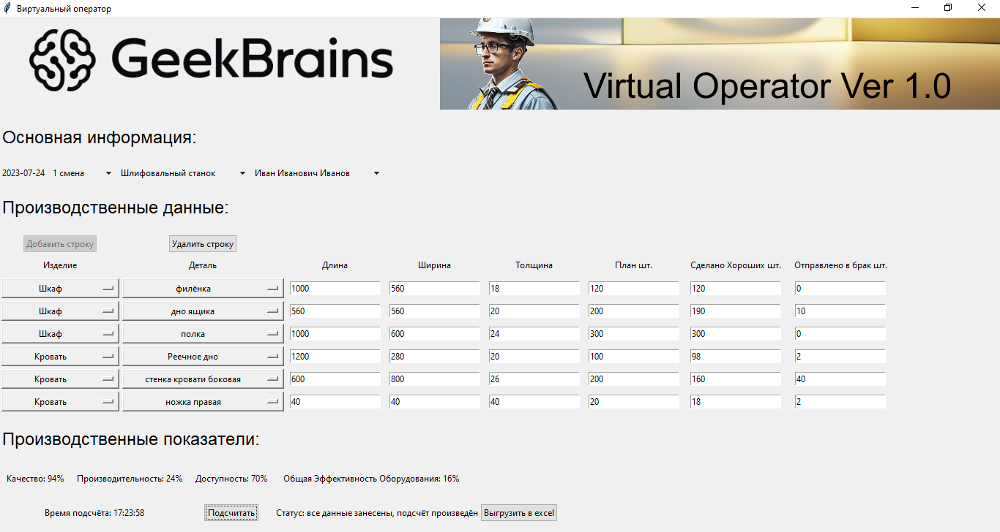 Виртуальный оператор
GeekBrains
Virtual Operator Ver 1.0
Основная информация:
2023-07-24 1 смена Шлифовальный станок Иван Иванович Иванов
Производственные данные:
Добавить строку Удалить строку
Изделие Деталь Длина Ширина Толщина План шт. Сделано Хороших шт. Отправлено в брак шт.
Шкаф филёнка 1000 560 18 120 120 0
Шкаф дно ящика 560 560 20 200 190 10
Шкаф полка 1000 600 24 300 300 0
Кровать Реечное дно 1200 280 20 100 98 2
Кровать стенка кровати боковая 600 800 26 200 160 40
Кровать ножка правая 40 40 40 20 18 2
Производственные показатели:
Качество: 94% Производительность: 24% Доступность: 70% Общая Эффективность Оборудования: 16%
Время подсчёта: 17:23:58 Подсчитать Статус: все данные занесены, подсчёт произведён Выгрузить в excel